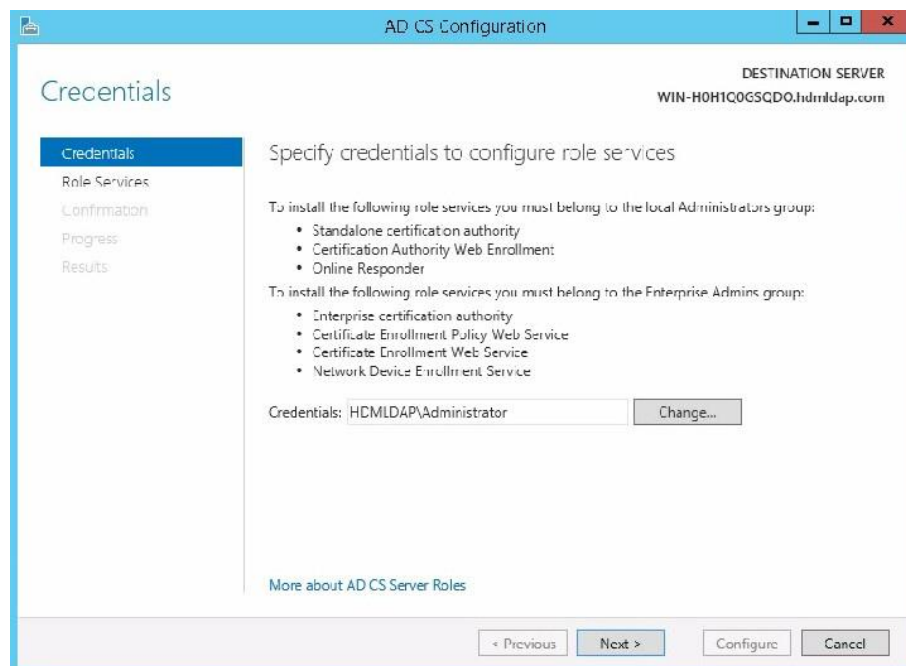 AD CS Configuration
Credentials
DESTINATION SERVER
WIN-H0H1Q0GSQDO.hdmldap.com
Credentials
Role Services
Confirmation
Progress
Results
Specify credentials to configure role services
To install the following role services you must belong to the local Administrators group:
• Standalone certification authority
• Certification Authority Web Enrollment
• Online Responder
To install the following role services you must belong to the Enterprise Admins group:
• Enterprise certification authority
• Certificate Enrollment Policy Web Service
• Certificate Enrollment Web Service
• Network Device Enrollment Service
Credentials: HDMLDAP\Administrator Change...
More about AD CS Server Roles
< Previous Next > Configure Cancel